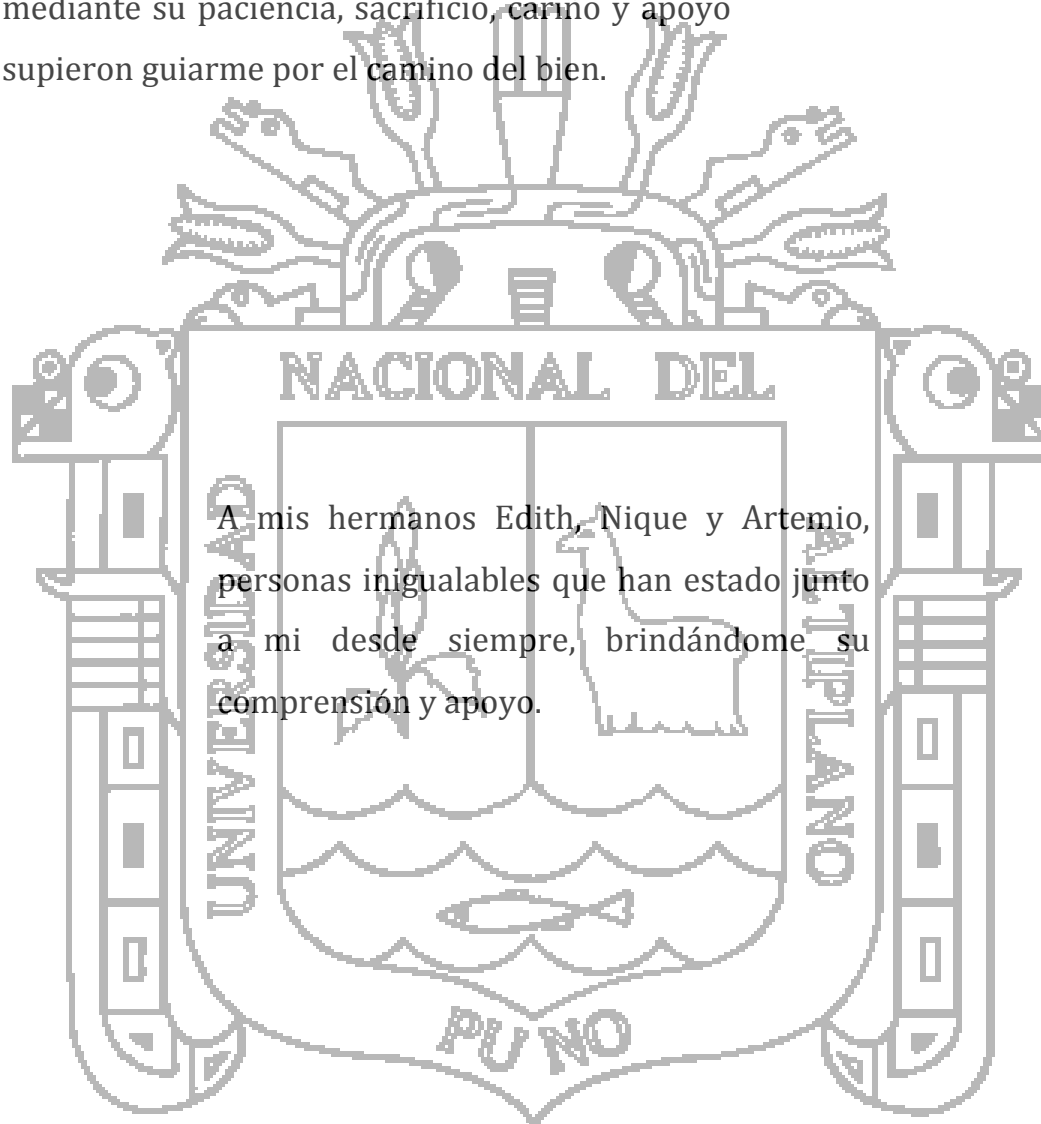 mediante su paciencia, sacrificio, cariño y apoyo
supieron guiarme por el camino del bien.
NACIONAL DEL
A mis hermanos Edith, Nique y Artemio,
personas inigualables que han estado junto
a mi desde siempre, brindándome su
comprensión y apoyo.
UNIVERSIDAD
ALTIPLANO
PUNO